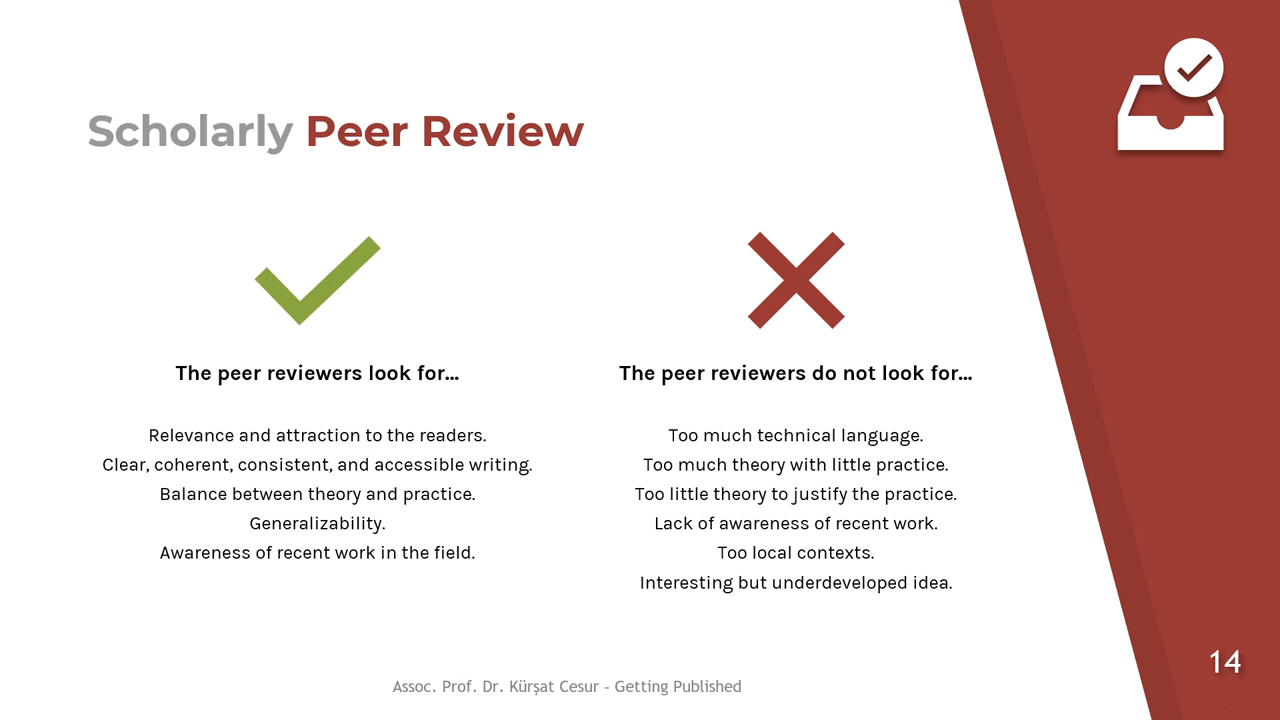 Scholarly Peer Review
The peer reviewers look for...
Relevance and attraction to the readers.
Clear, coherent, consistent, and accessible writing.
Balance between theory and practice.
Generalizability.
Awareness of recent work in the field.
The peer reviewers do not look for...
Too much technical language.
Too much theory with little practice.
Too little theory to justify the practice.
Lack of awareness of recent work.
Too local contexts.
Interesting but underdeveloped idea.
Assoc. Prof. Dr. Kürşat Cesur - Getting Published
14